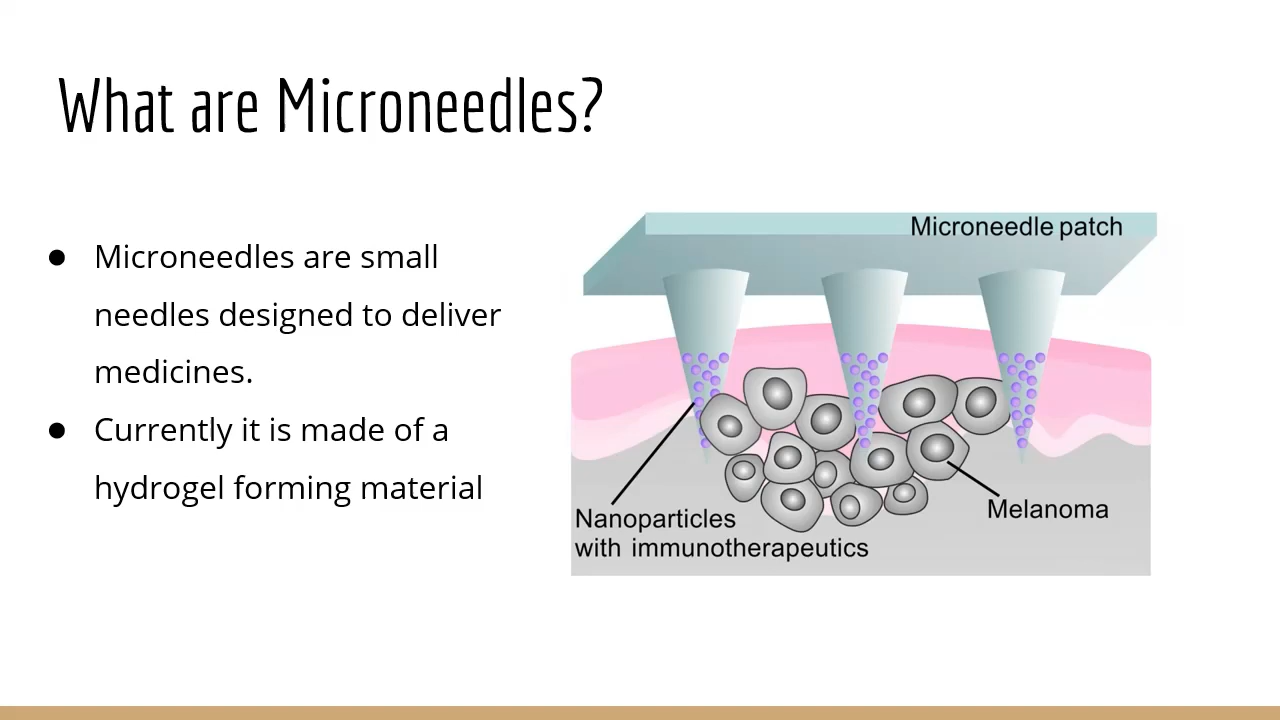 What are Microneedles?
● Microneedles are small
needles designed to deliver
medicines.
● Currently it is made of a
hydrogel forming material
Microneedle patch
Nanoparticles
with immunotherapeutics
Melanoma